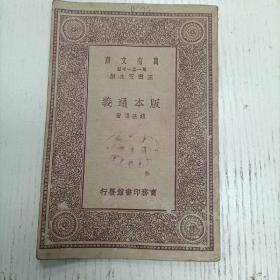 萬有文庫
第一集一千種
王雲五主編
版本通義
錢基博著
商務印書館發行